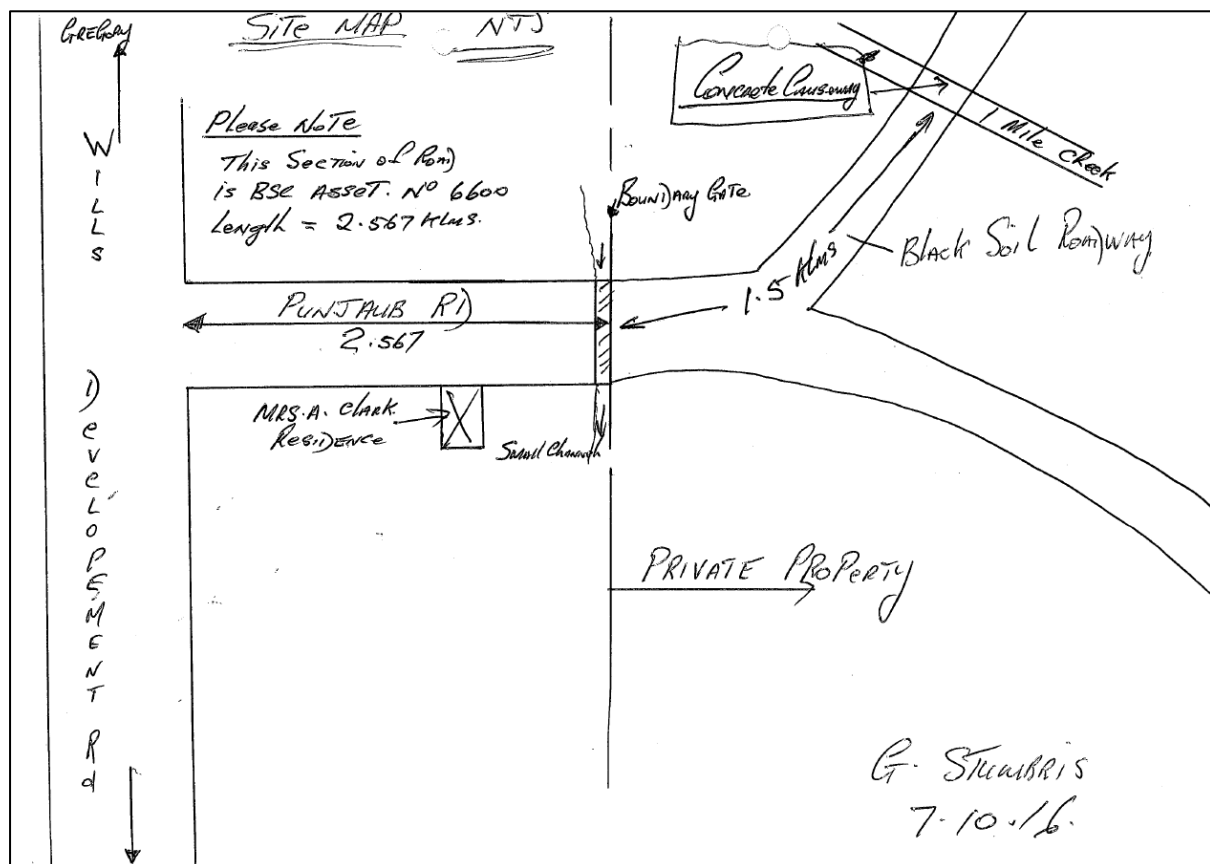 GREGORY
SITE MAP NTS
WILLS DEVELOPEMENT Rd
Please NOTE
This Section of Road
is BSC ASSET. No 6600
Length = 2.567 Klms.
Concrete Causeway
1 Mile Creek
BOUNDARY GATE
Black Soil Roadway
1.5 Klms
PUNJAUB RD
2.567
MRS. A. Clark
Residence
Small Channel
PRIVATE PROPERTY
7.10.16.